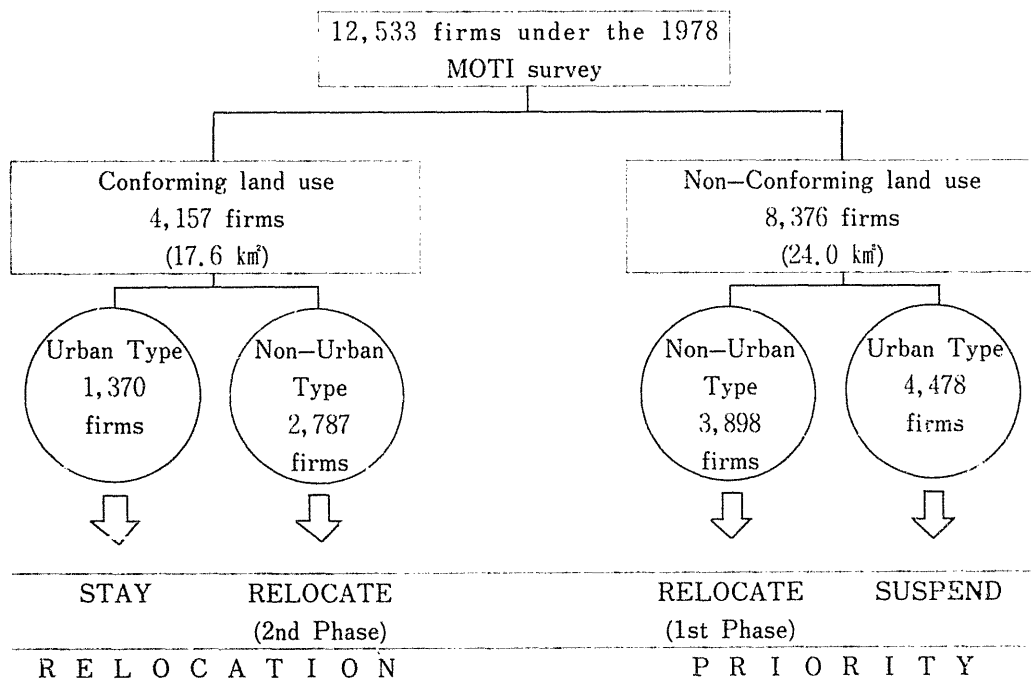 12,533 firms under the 1978
MOTI survey
Conforming land use
4,157 firms
(17.6 ㎢)
Non—Conforming land use
8,376 firms
(24.0 ㎢)
Urban Type
1,370
firms
Non—Urban
Type
2,787
firms
Non—Urban
Type
3,898
firms
Urban Type
4,478
firms
STAY
RELOCATE
(2nd Phase)
RELOCATE
(1st Phase)
SUSPEND
RELOCATION PRIORITY